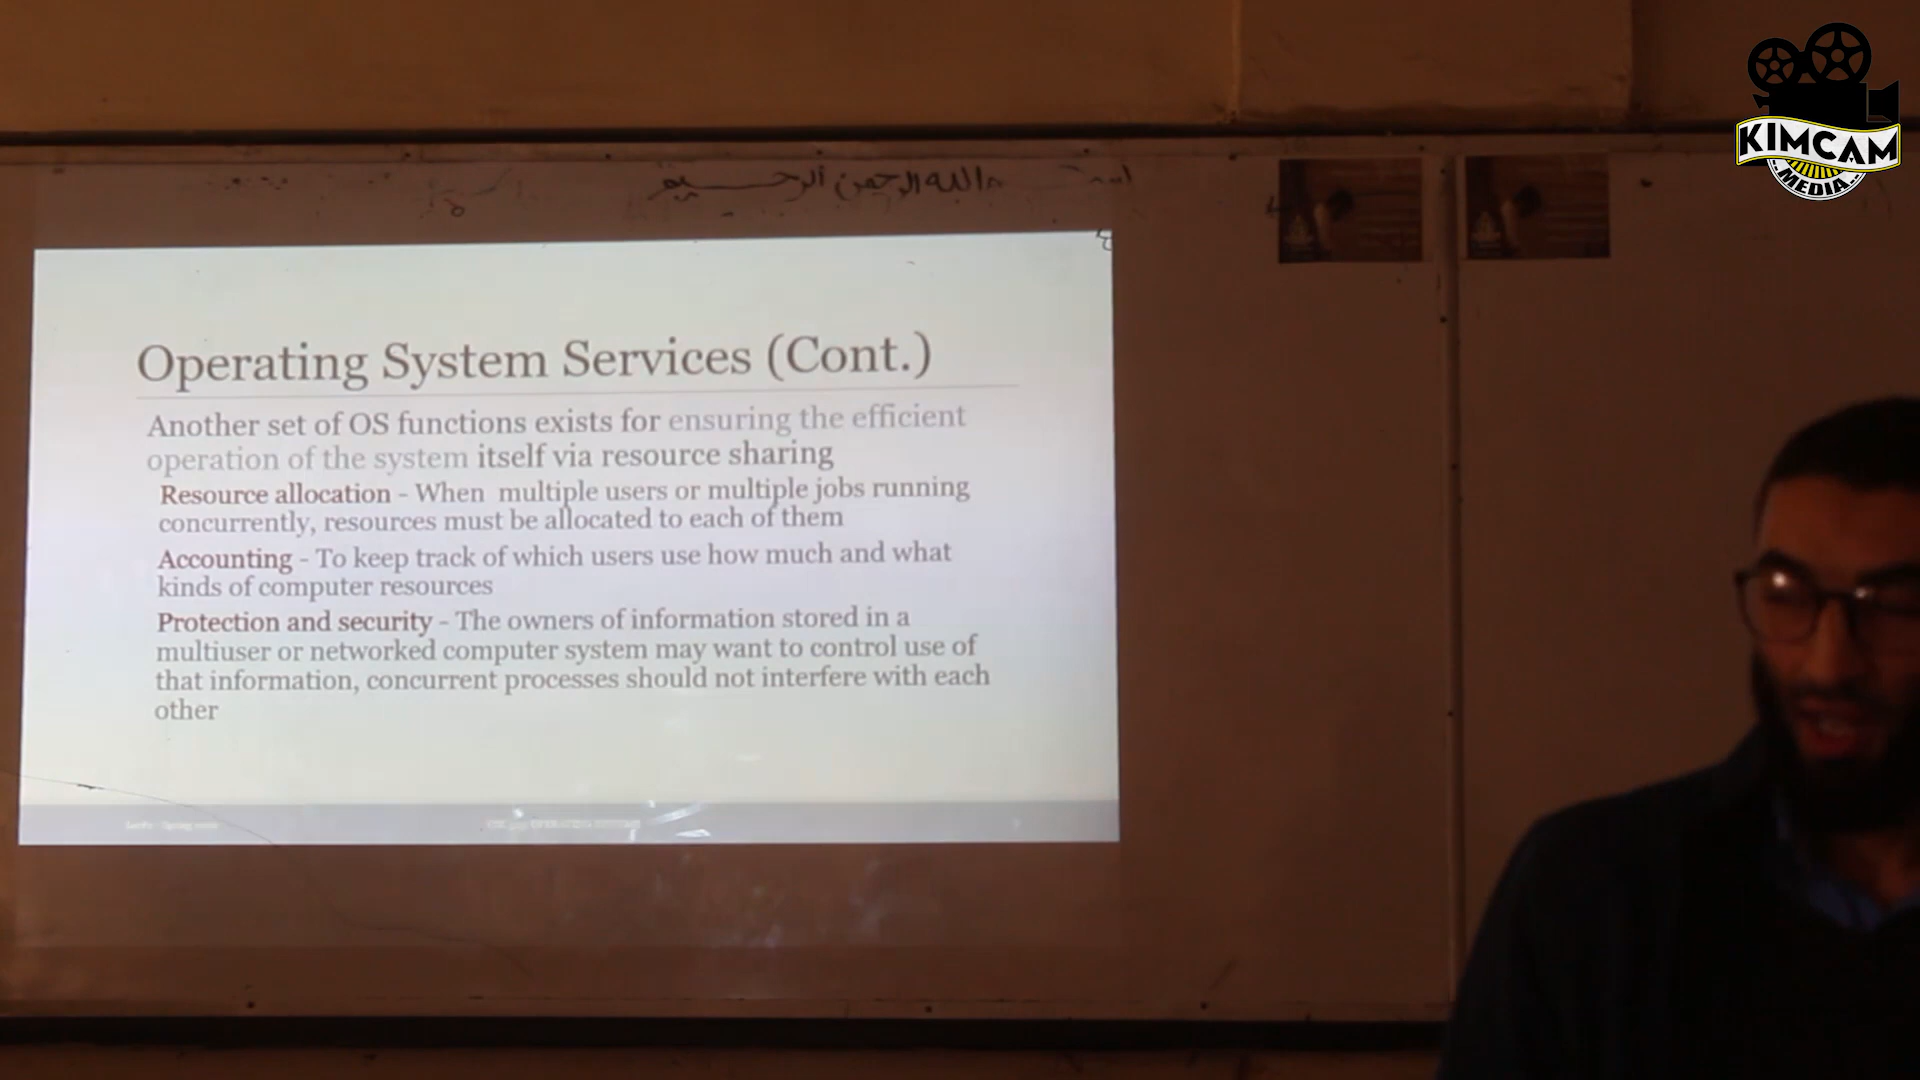 KIMCAM
MEDIA
الله الرحمن الرحيم
Operating System Services (Cont.)
Another set of OS functions exists for ensuring the efficient
operation of the system itself via resource sharing
Resource allocation - When multiple users or multiple jobs running
concurrently, resources must be allocated to each of them
Accounting - To keep track of which users use how much and what
kinds of computer resources
Protection and security - The owners of information stored in a
multiuser or networked computer system may want to control use of
that information, concurrent processes should not interfere with each
other
OPERATING SYSTEMS